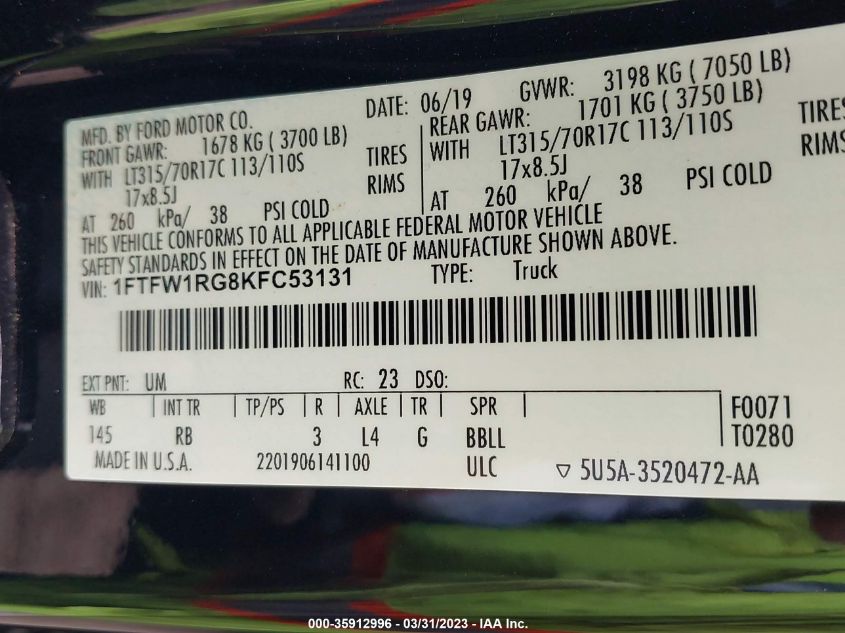 MFD. BY FORD MOTOR CO.
DATE: 06/19
GVWR: 3198 KG ( 7050 LB)
FRONT GAWR: 1678 KG ( 3700 LB)
REAR GAWR: 1701 KG ( 3750 LB)
WITH LT315/70R17C 113/110S TIRES
WITH LT315/70R17C 113/110S TIRES
17x8.5J RIMS
17x8.5J RIMS
AT 260 kPa/ 38 PSI COLD
AT 260 kPa/ 38 PSI COLD
THIS VEHICLE CONFORMS TO ALL APPLICABLE FEDERAL MOTOR VEHICLE
SAFETY STANDARDS IN EFFECT ON THE DATE OF MANUFACTURE SHOWN ABOVE.
VIN: 1FTFW1RG8KFC53131 TYPE: Truck
EXT PNT: UM RC: 23 DSO:
WB INT TR TP/PS R AXLE TR SPR F0071
145 RB 3 L4 G BBLL T0280
MADE IN U.S.A. 2201906141100 ULC ▽ 5U5A-3520472-AA
000-35912996 - 03/31/2023 - IAA Inc.